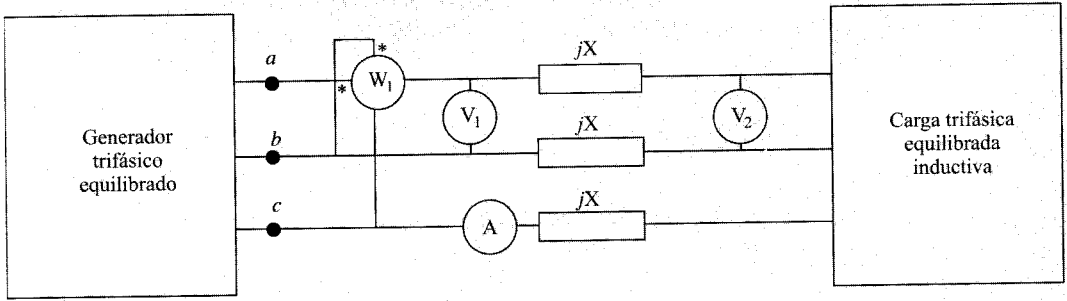 a
*
jX
W1
*
V1
V2
Generador
trifásico
equilibrado
b
jX
Carga trifásica
equilibrada
inductiva
c
jX
A